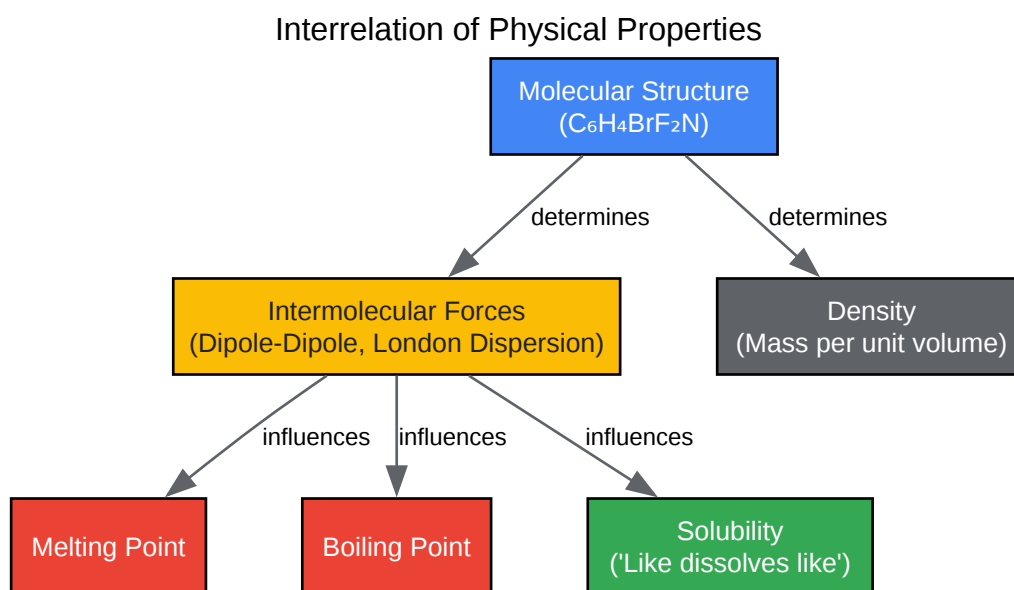 Interrelation of Physical Properties
Molecular Structure
(C₆H₄BrF₂N)
determines
determines
Intermolecular Forces
(Dipole-Dipole, London Dispersion)
Density
(Mass per unit volume)
influences
influences
influences
Melting Point
Boiling Point
Solubility
('Like dissolves like')